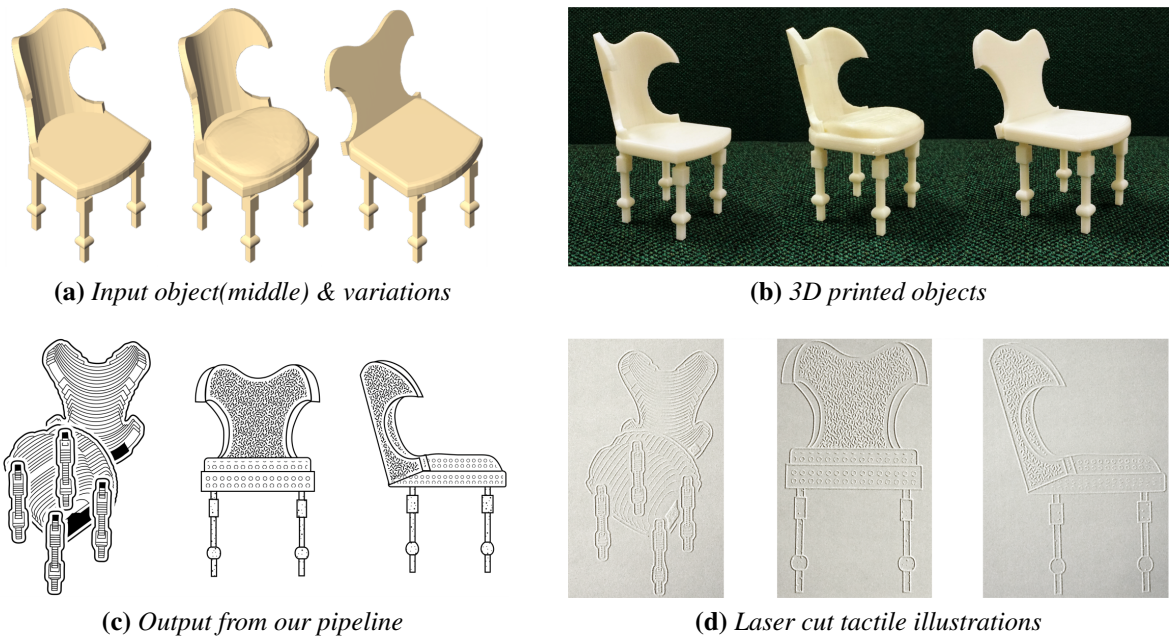 (a) Input object(middle) & variations
(b) 3D printed objects
(c) Output from our pipeline
(d) Laser cut tactile illustrations